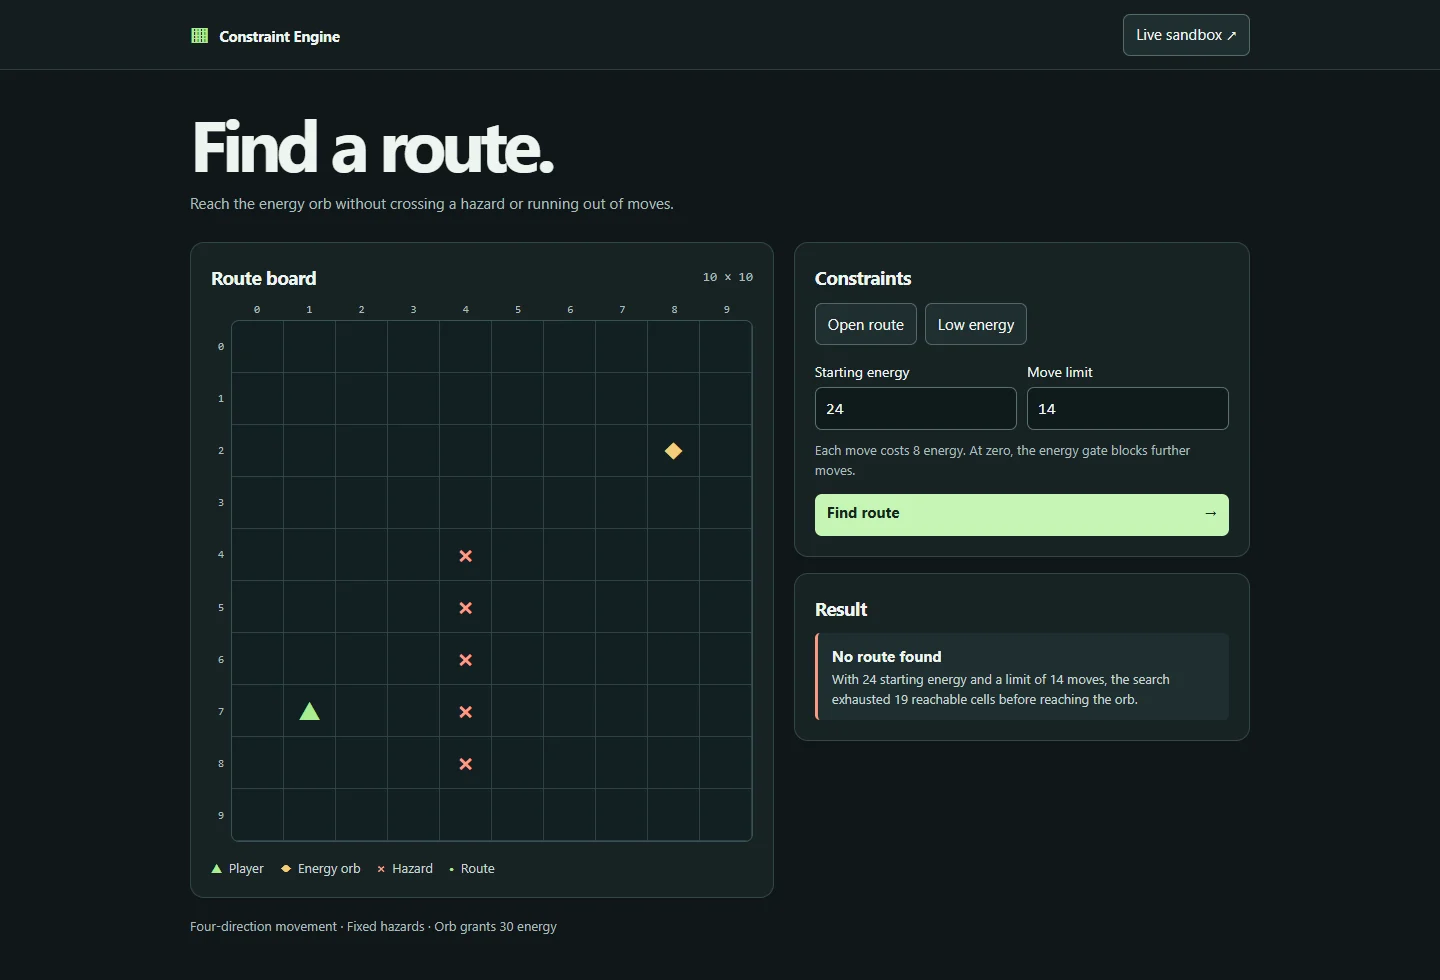 Constraint Engine
Live sandbox ↗
Find a route.
Reach the energy orb without crossing a hazard or running out of moves.
Route board
10 x 10
0 1 2 3 4 5 6 7 8 9
0
1
2
3
4
5
6
7
8
9
Player Energy orb Hazard Route
Constraints
Open route
Low energy
Starting energy
Move limit
24
14
Each move costs 8 energy. At zero, the energy gate blocks further
moves.
Find route →
Result
No route found
With 24 starting energy and a limit of 14 moves, the search
exhausted 19 reachable cells before reaching the orb.
Four-direction movement · Fixed hazards · Orb grants 30 energy